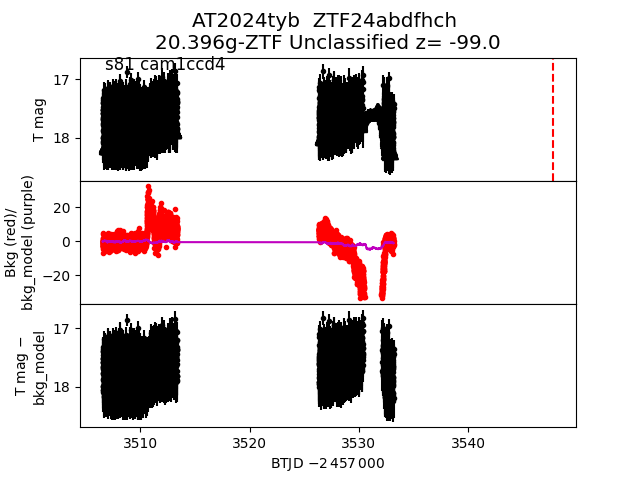 AT2024tyb  ZTF24abdfhch
20.396g-ZTF Unclassified z= -99.0
s81 cam1ccd4
17
18
T mag
20
0
−20
Bkg (red)/
bkg_model (purple)
17
18
T mag −
bkg_model
3510
3520
3530
3540
BTJD −2 457 000